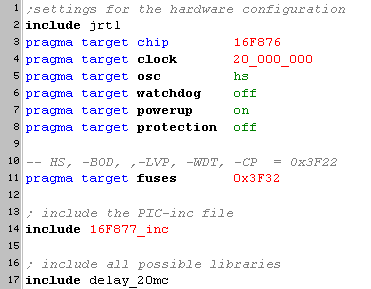 1 ;settings for the hardware configuration
2 include jrtl
3 pragma target chip 16F876
4 pragma target clock 20_000_000
5 pragma target osc hs
6 pragma target watchdog off
7 pragma target powerup on
8 pragma target protection off
9
10 -- HS, -BOD, ,-LVP, -WDT, -CP = 0x3F22
11 pragma target fuses 0x3F32
12
13 ; include the PIC-inc file
14 include 16F877_inc
15
16 ; include all possible libraries
17 include delay_20mc